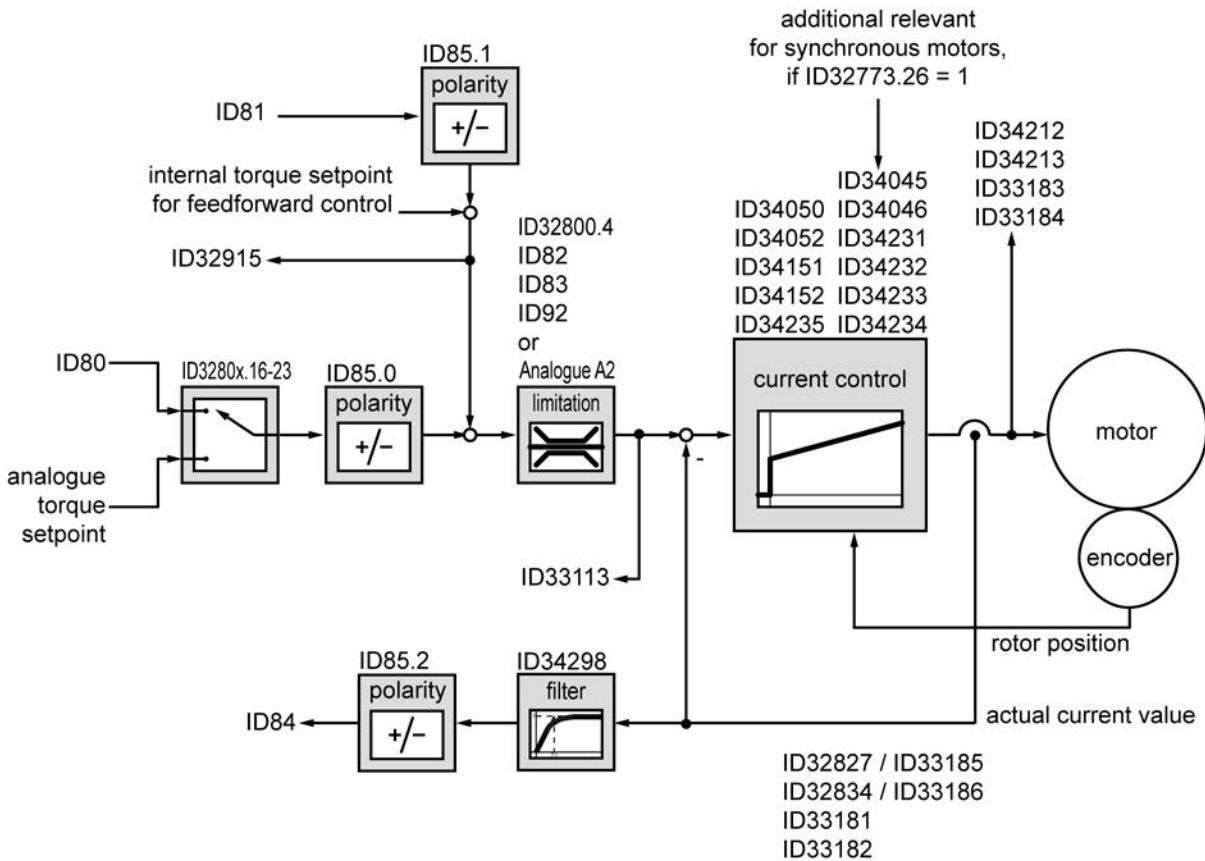 additional relevant
for synchronous motors,
if ID32773.26 = 1
ID85.1
polarity
+/−
ID81
internal torque setpoint
for feedforward control
ID32915
ID32800.4
ID82
ID83
ID92
or
Analogue A2
limitation
ID34050
ID34052
ID34151
ID34152
ID34235
ID34045
ID34046
ID34231
ID34232
ID34233
ID34234
ID34212
ID34213
ID33183
ID33184
ID80
ID3280x.16-23
analogue
torque
setpoint
ID85.0
polarity
+/−
-
current control
motor
encoder
ID33113
rotor position
ID85.2
polarity
+/−
ID34298
filter
ID84
actual current value
ID32827 / ID33185
ID32834 / ID33186
ID33181
ID33182